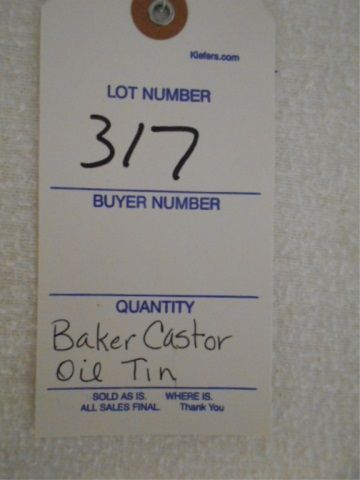 Kiefers.com
LOT NUMBER
317
BUYER NUMBER
QUANTITY
Baker Castor
Oil Tin
SOLD AS IS. WHERE IS.
ALL SALES FINAL. Thank You